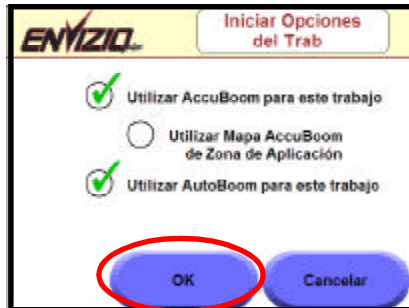 ENVIZIO
Iniciar Opciones
del Trab
Utilizar AccuBoom para este trabajo
Utilizar Mapa AccuBoom
de Zona de Aplicación
Utilizar AutoBoom para este trabajo
OK
Cancelar